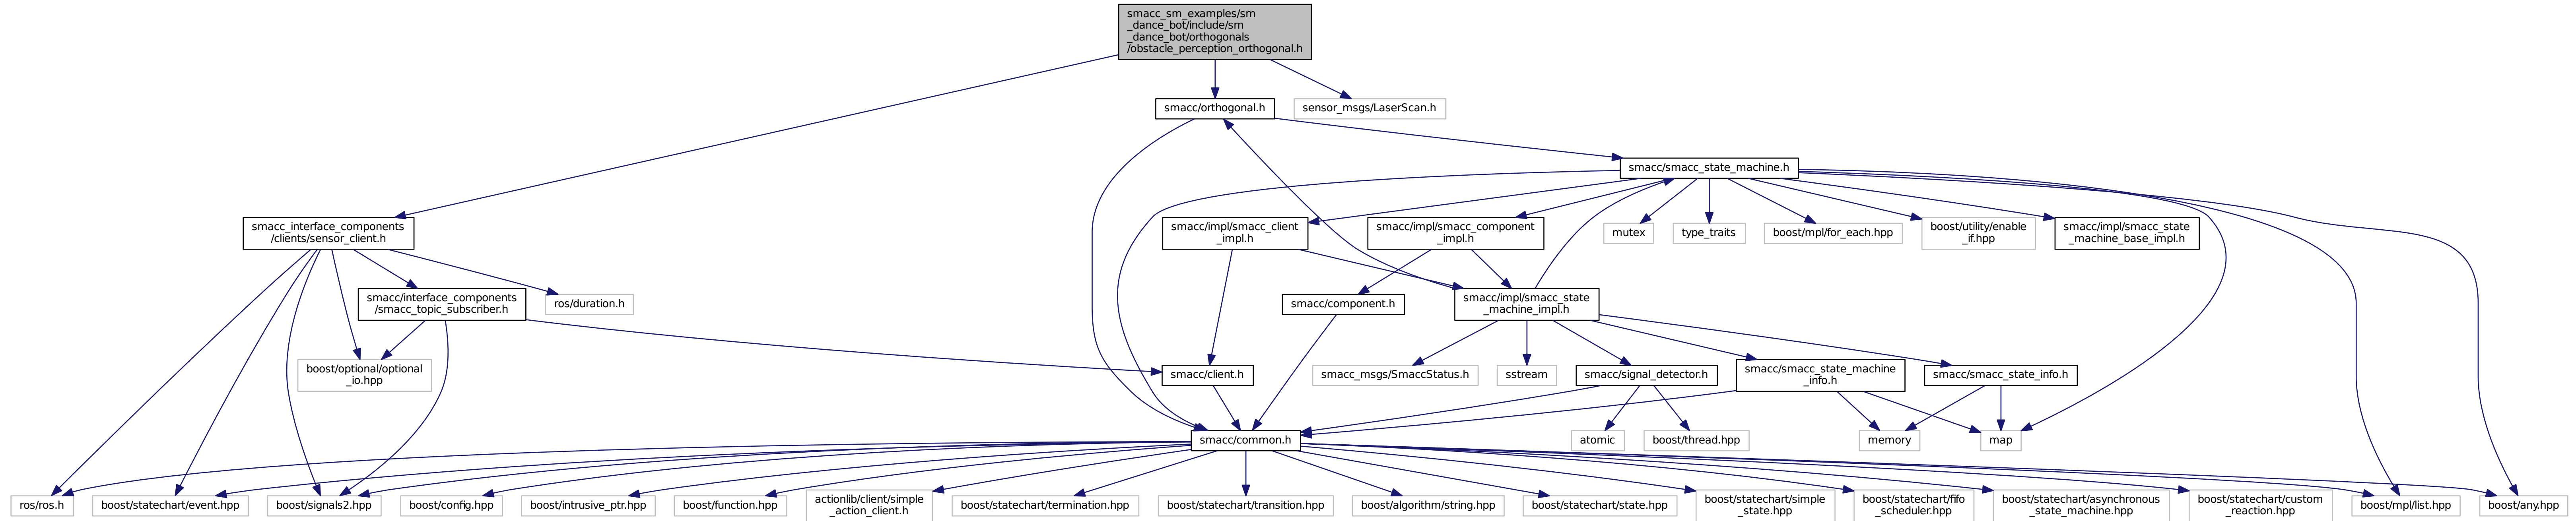 smacc_sm_examples/sm
_dance_bot/include/sm
_dance_bot/orthogonals
/obstacle_perception_orthogonal.h
smacc/orthogonal.h
sensor_msgs/LaserScan.h
smacc/smacc_state_machine.h
smacc_interface_components
/clients/sensor_client.h
smacc/impl/smacc_client
_impl.h
smacc/impl/smacc_component
_impl.h
mutex
type_traits
boost/mpl/for_each.hpp
boost/utility/enable
_if.hpp
smacc/impl/smacc_state
_machine_base_impl.h
smacc/interface_components
/smacc_topic_subscriber.h
ros/duration.h
smacc/component.h
smacc/impl/smacc_state
_machine_impl.h
boost/optional/optional
_io.hpp
smacc/client.h
smacc_msgs/SmaccStatus.h
sstream
smacc/signal_detector.h
smacc/smacc_state_machine
_info.h
smacc/smacc_state_info.h
smacc/common.h
atomic
boost/thread.hpp
memory
map
ros/ros.h
boost/statechart/event.hpp
boost/signals2.hpp
boost/config.hpp
boost/intrusive_ptr.hpp
boost/function.hpp
actionlib/client/simple
_action_client.h
boost/statechart/termination.hpp
boost/statechart/transition.hpp
boost/algorithm/string.hpp
boost/statechart/state.hpp
boost/statechart/simple
_state.hpp
boost/statechart/fifo
_scheduler.hpp
boost/statechart/asynchronous
_state_machine.hpp
boost/statechart/custom
_reaction.hpp
boost/mpl/list.hpp
boost/any.hpp